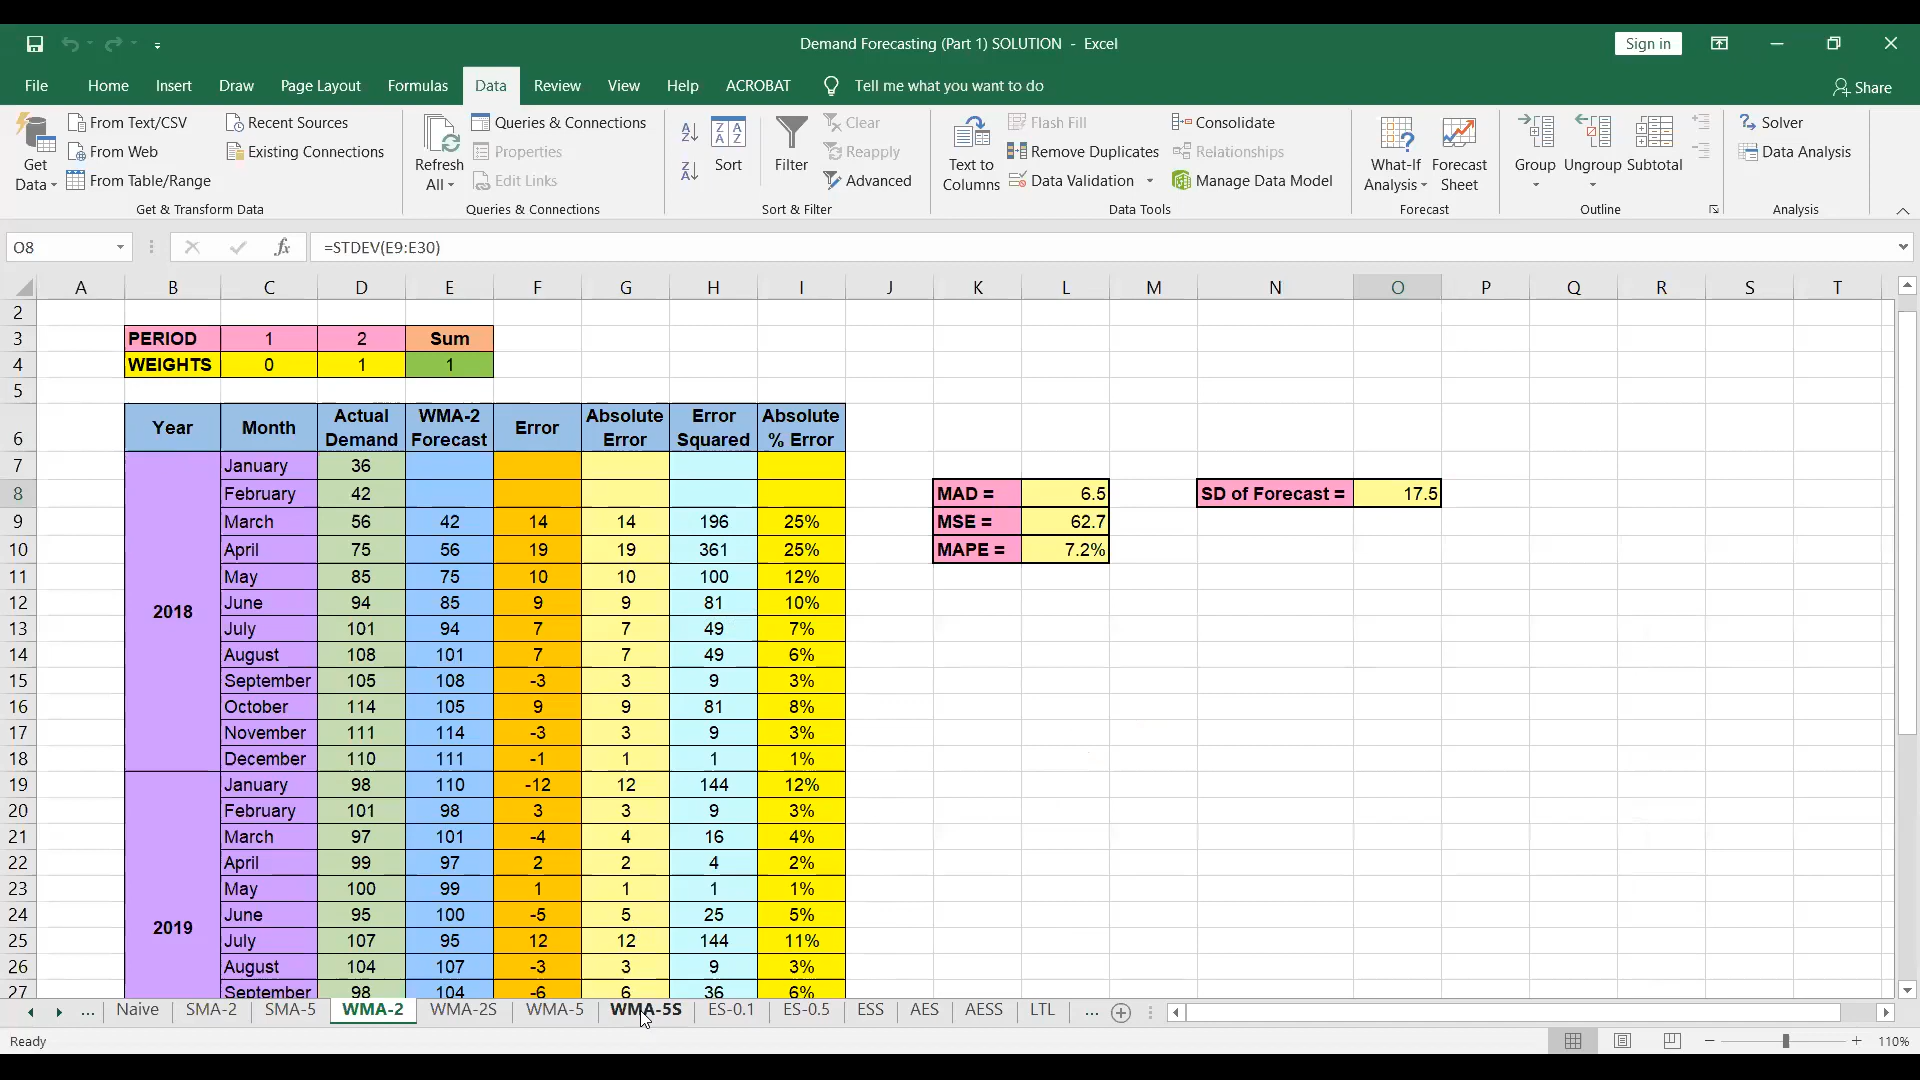 Demand Forecasting (Part 1) SOLUTION - Excel
Sign in
File Home Insert Draw Page Layout Formulas Data Review View Help ACROBAT Tell me what you want to do
Share
Get Data
From Text/CSV
From Web
From Table/Range
Recent Sources
Existing Connections
Get & Transform Data
Refresh All
Queries & Connections
Properties
Edit Links
Queries & Connections
Sort
Filter
Clear
Reapply
Advanced
Sort & Filter
Text to Columns
Flash Fill
Remove Duplicates
Data Validation
Consolidate
Relationships
Manage Data Model
Data Tools
What-If Analysis
Forecast Sheet
Forecast
Group
Ungroup
Subtotal
Outline
Solver
Data Analysis
Analysis
O8 fx =STDEV(E9:E30)
A B C D E F G H I J K L M N O P Q R S T
2
3 PERIOD 1 2 Sum
4 WEIGHTS 0 1 1
5
6 Year Month Actual Demand WMA-2 Forecast Error Absolute Error Error Squared Absolute % Error
7 January 36
8 February 42 MAD = 6.5 SD of Forecast = 17.5
9 March 56 42 14 14 196 25% MSE = 62.7
10 April 75 56 19 19 361 25% MAPE = 7.2%
11 May 85 75 10 10 100 12%
12 2018 June 94 85 9 9 81 10%
13 July 101 94 7 7 49 7%
14 August 108 101 7 7 49 6%
15 September 105 108 -3 3 9 3%
16 October 114 105 9 9 81 8%
17 November 111 114 -3 3 9 3%
18 December 110 111 -1 1 1 1%
19 January 98 110 -12 12 144 12%
20 February 101 98 3 3 9 3%
21 March 97 101 -4 4 16 4%
22 April 99 97 2 2 4 2%
23 May 100 99 1 1 1 1%
24 2019 June 95 100 -5 5 25 5%
25 July 107 95 12 12 144 11%
26 August 104 107 -3 3 9 3%
27 September 98 104 -6 6 36 6%
... Naive SMA-2 SMA-5 WMA-2 WMA-2S WMA-5 WMA-5S ES-0.1 ES-0.5 ESS AES AESS LTL ...
Ready
110%